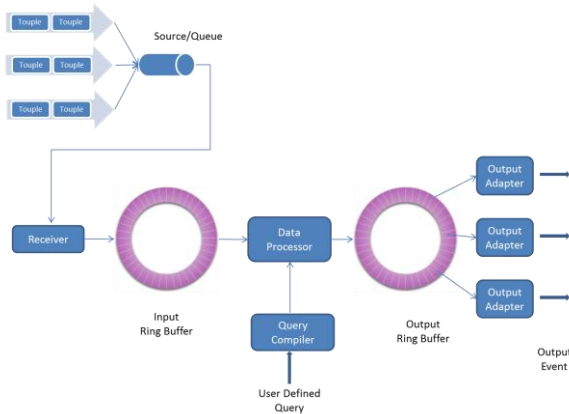 Touple Touple
Source/Queue
Touple Touple
Touple Touple
Output
Adapter
Receiver
Data
Processor
Output
Adapter
Output
Adapter
Input
Ring Buffer
Query
Compiler
Output
Ring Buffer
Output
Event
User Defined
Query